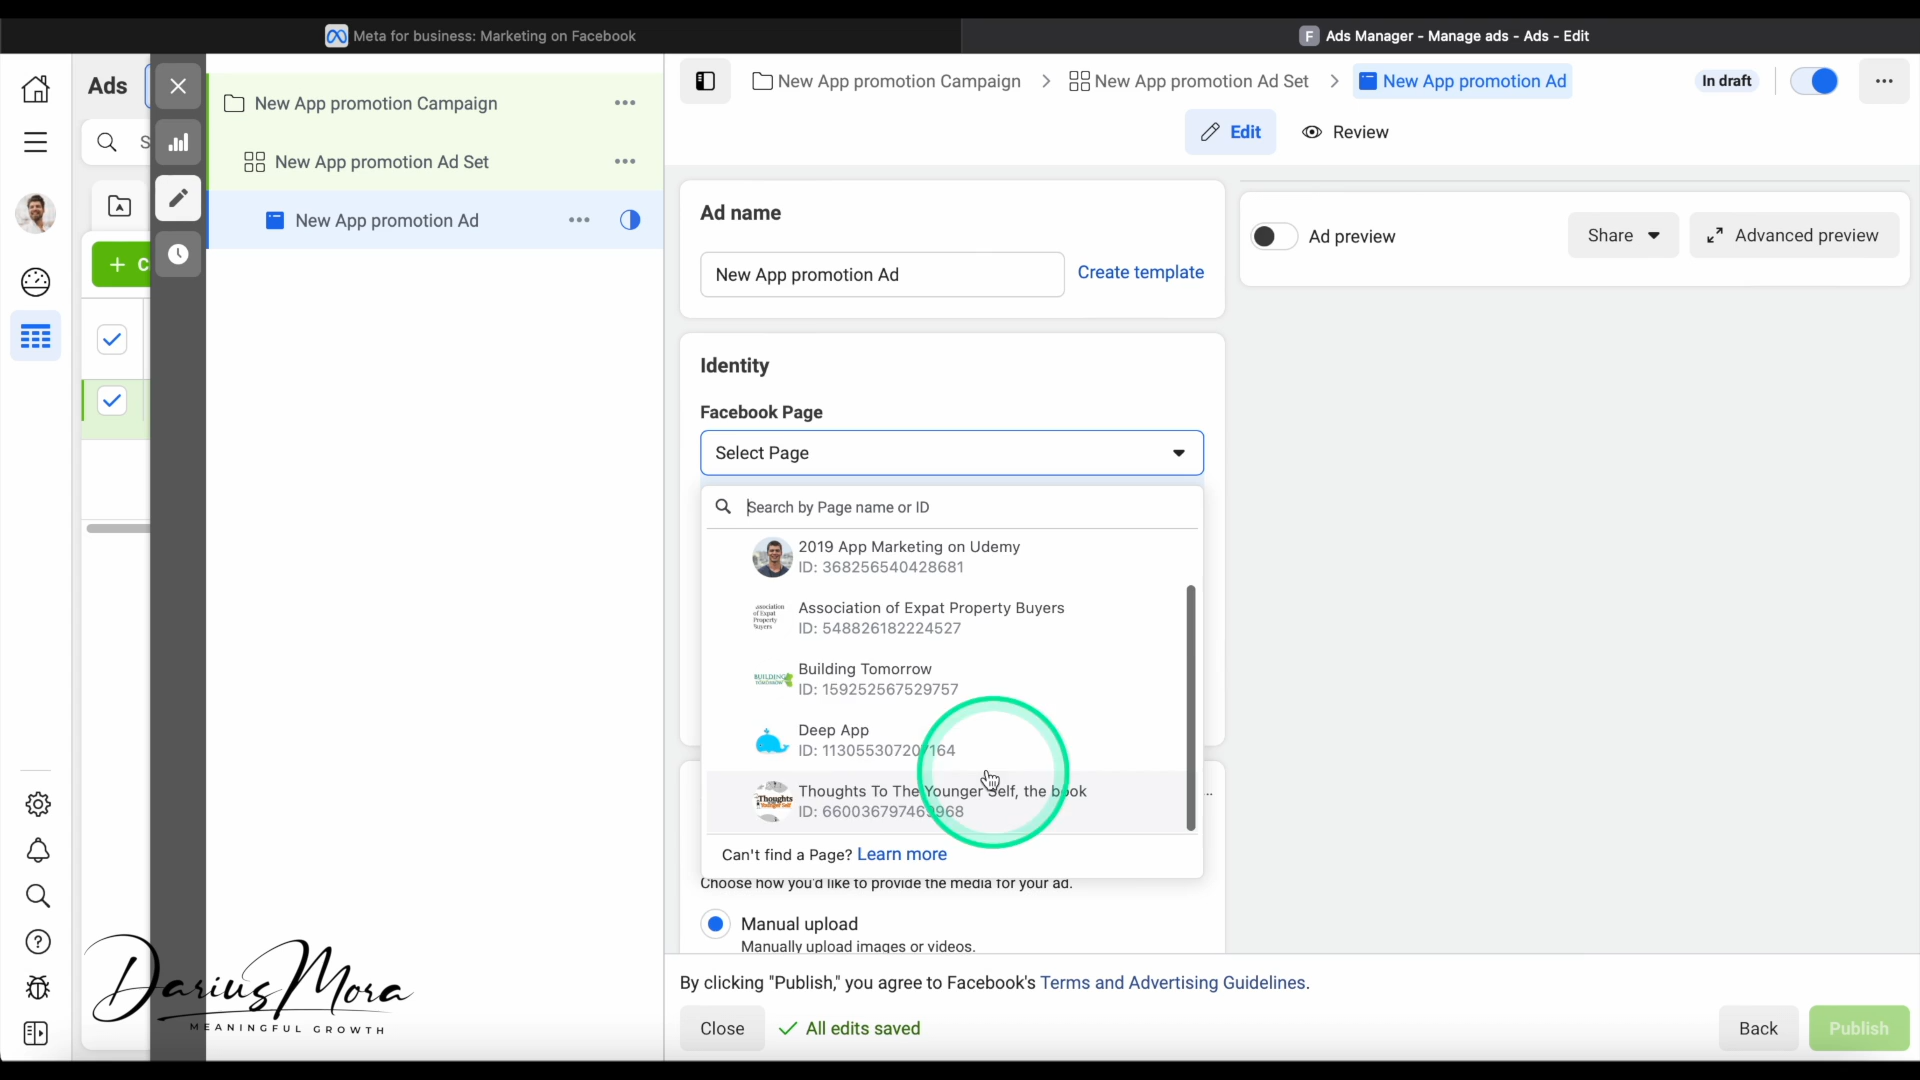 Meta for business: Marketing on Facebook
Ads Manager - Manage ads - Ads - Edit
Ads
New App promotion Campaign
New App promotion Ad Set
New App promotion Ad
New App promotion Campaign
New App promotion Ad Set
New App promotion Ad
In draft
Edit
Review
Ad name
New App promotion Ad
Create template
Ad preview
Share
Advanced preview
Identity
Facebook Page
Select Page
Search by Page name or ID
2019 App Marketing on Udemy
ID: 368256540428681
Association of Expat Property Buyers
ID: 548826182224527
Building Tomorrow
ID: 159252567529757
Deep App
Thoughts To The Younger Self, the book
Can't find a Page? Learn more
Choose how you'd like to provide the media for your ad.
Manual upload
Manually upload images or videos.
By clicking "Publish," you agree to Facebook's Terms and Advertising Guidelines.
Close
All edits saved
Back
Publish
Darius Mora
MEANINGFUL GROWTH